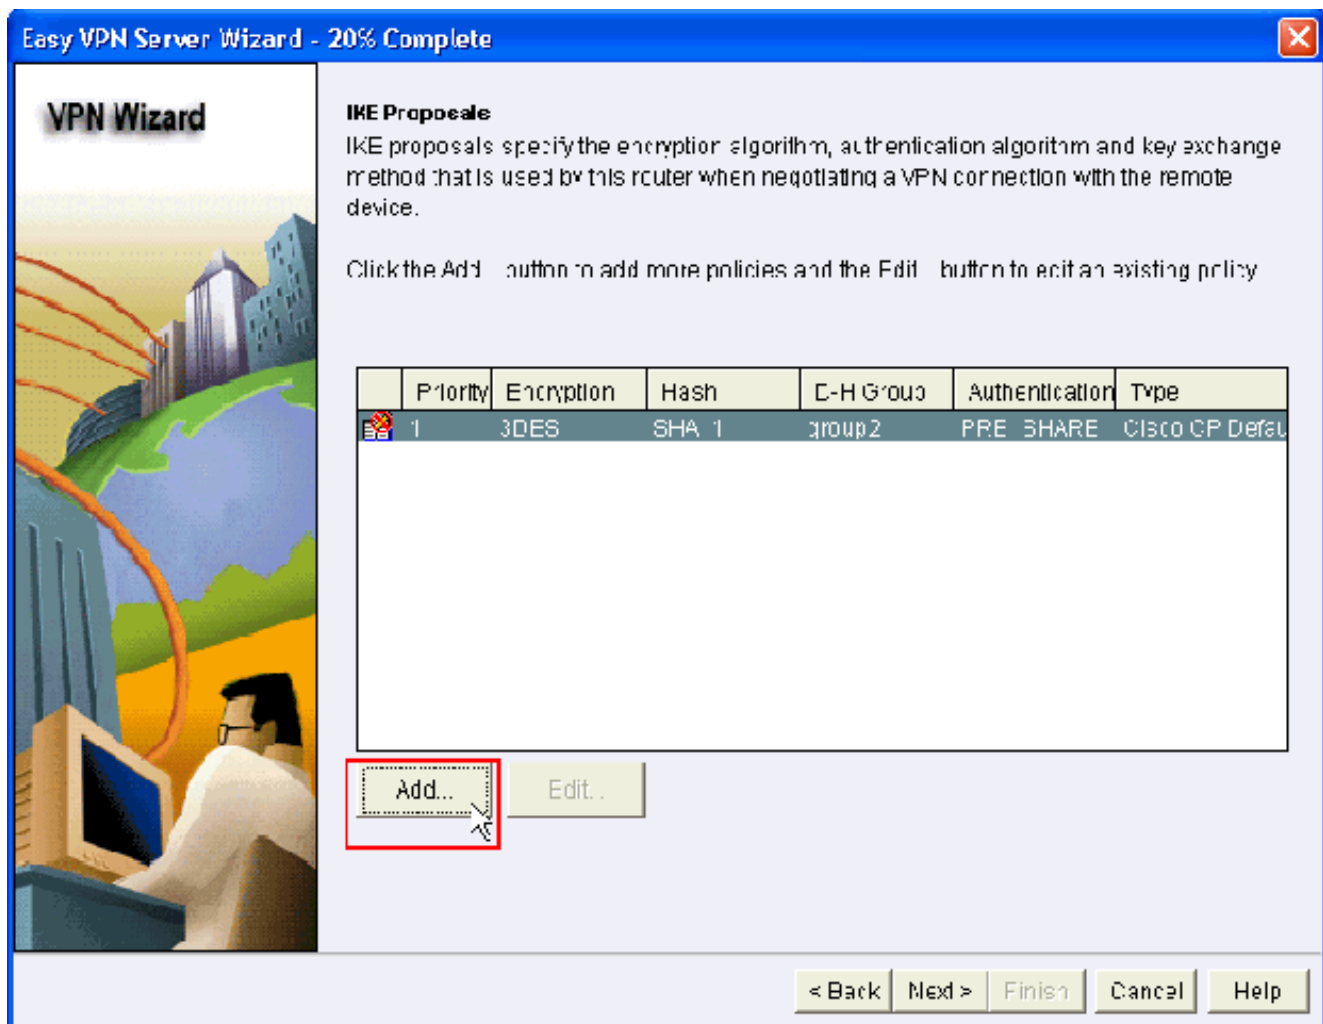 Easy VPN Server Wizard - 20% Complete
VPN Wizard
IKE Proposals
IKE proposals specify the encryption algorithm, authentication algorithm and key exchange
method that is used by this router when negotiating a VPN connection with the remote
device.
Click the Add... button to add more policies and the Edit... button to edit an existing policy.
Priority Encryption Hash D-H Group Authentication Type
1 3DES SHA_1 group2 PRE_SHARE Cisco CP Defau
Add... Edit...
< Back Next > Finish Cancel Help